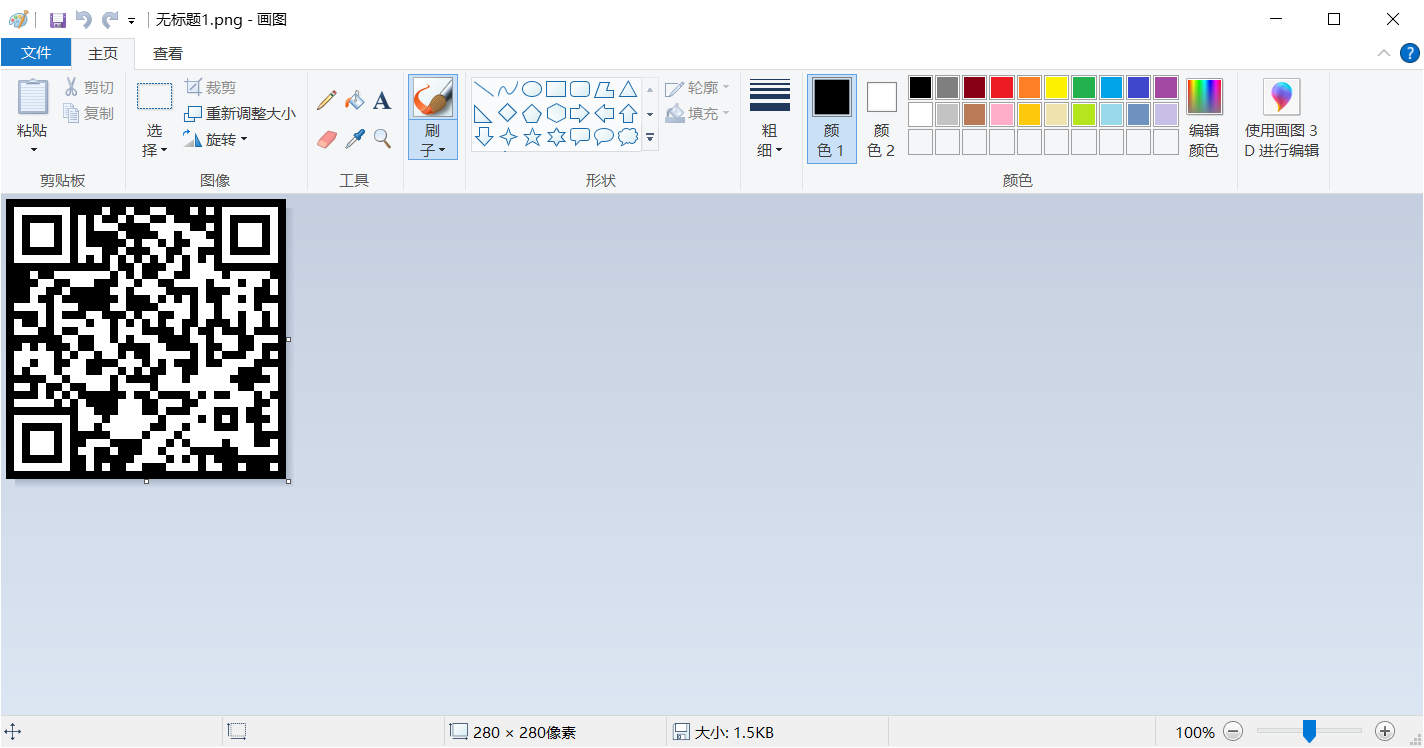 无标题1.png - 画图
文件 主页 查看
?
粘贴
剪切
复制
剪贴板
选
择
裁剪
重新调整大小
旋转
图像
A
工具
刷
子
形状
轮廓
填充
粗
细
颜
色 1
颜
色 2
编辑
颜色
颜色
使用画图 3
D 进行编辑
280 × 280像素
大小: 1.5KB
100%